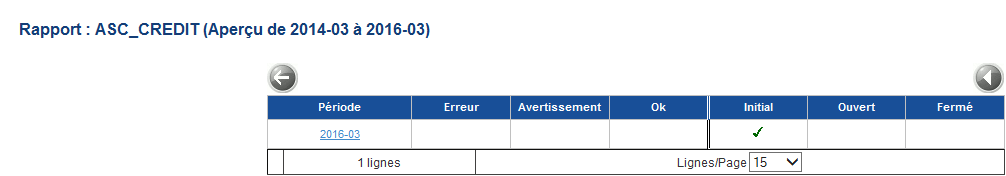 Rapport : ASC_CREDIT (Aperçu de 2014-03 à 2016-03)
Période Erreur Avertissement Ok Initial Ouvert Fermé
2016-03
1 lignes Lignes/Page 15